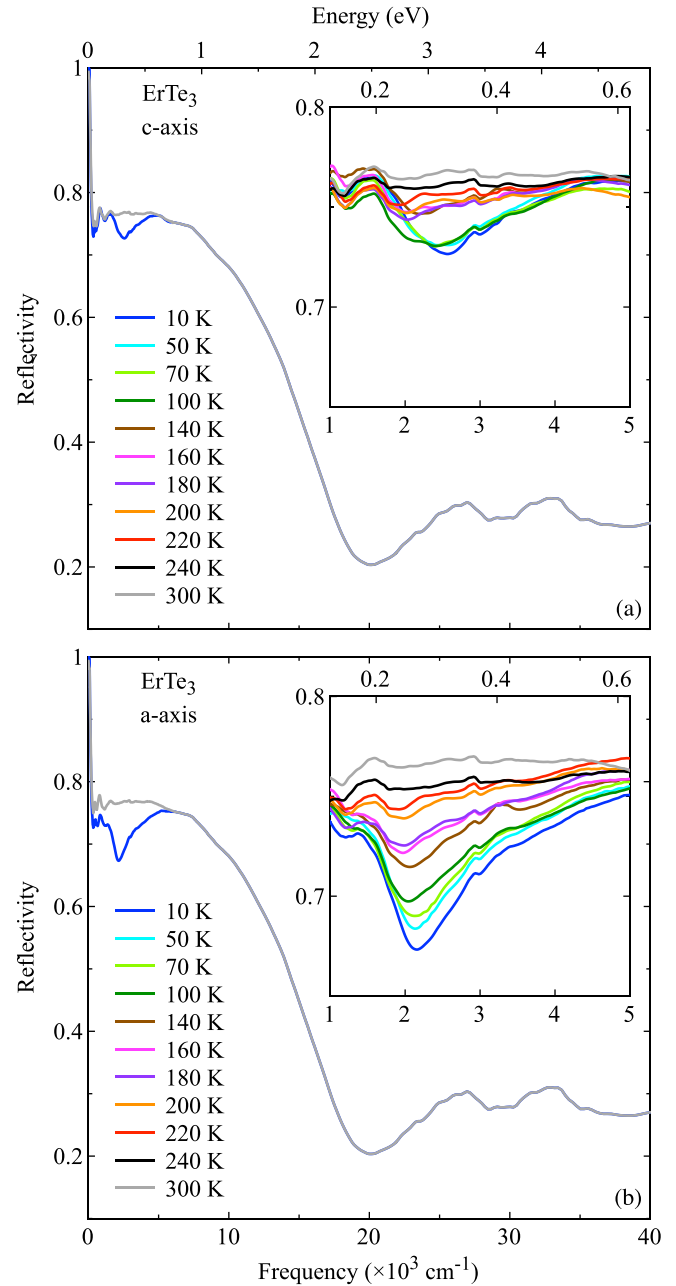 Energy (eV)
0 1 2 3 4
1
0.8
0.6
0.4
0.2
Reflectivity
ErTe3
c-axis
10 K
50 K
70 K
100 K
140 K
160 K
180 K
200 K
220 K
240 K
300 K
0.2 0.4 0.6
0.8
0.7
1 2 3 4 5
(a)
1
0.8
0.6
0.4
0.2
Reflectivity
ErTe3
a-axis
10 K
50 K
70 K
100 K
140 K
160 K
180 K
200 K
220 K
240 K
300 K
0.2 0.4 0.6
0.8
0.7
1 2 3 4 5
(b)
0 10 20 30 40
Frequency (×10³ cm⁻¹)